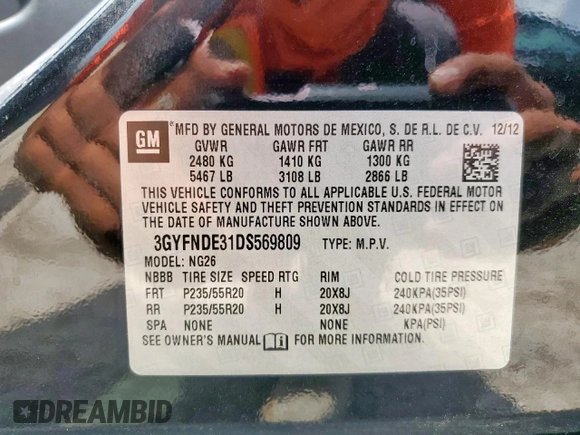 GM
MFD BY GENERAL MOTORS DE MEXICO, S. DE R.L. DE C.V. 12/12
GVWR GAWR FRT GAWR RR
2480 KG 1410 KG 1300 KG
5467 LB 3108 LB 2866 LB
THIS VEHICLE CONFORMS TO ALL APPLICABLE U.S. FEDERAL MOTOR
VEHICLE SAFETY AND THEFT PREVENTION STANDARDS IN EFFECT ON
THE DATE OF MANUFACTURE SHOWN ABOVE.
3GYFNDE31DS569809 TYPE: M.P.V.
MODEL: NG26
NBBB TIRE SIZE SPEED RTG RIM COLD TIRE PRESSURE
FRT P235/55R20 H 20X8J 240KPA(35PSI)
RR P235/55R20 H 20X8J 240KPA(35PSI)
SPA NONE NONE KPA(PSI)
SEE OWNER'S MANUAL FOR MORE INFORMATION.
DREAMBID